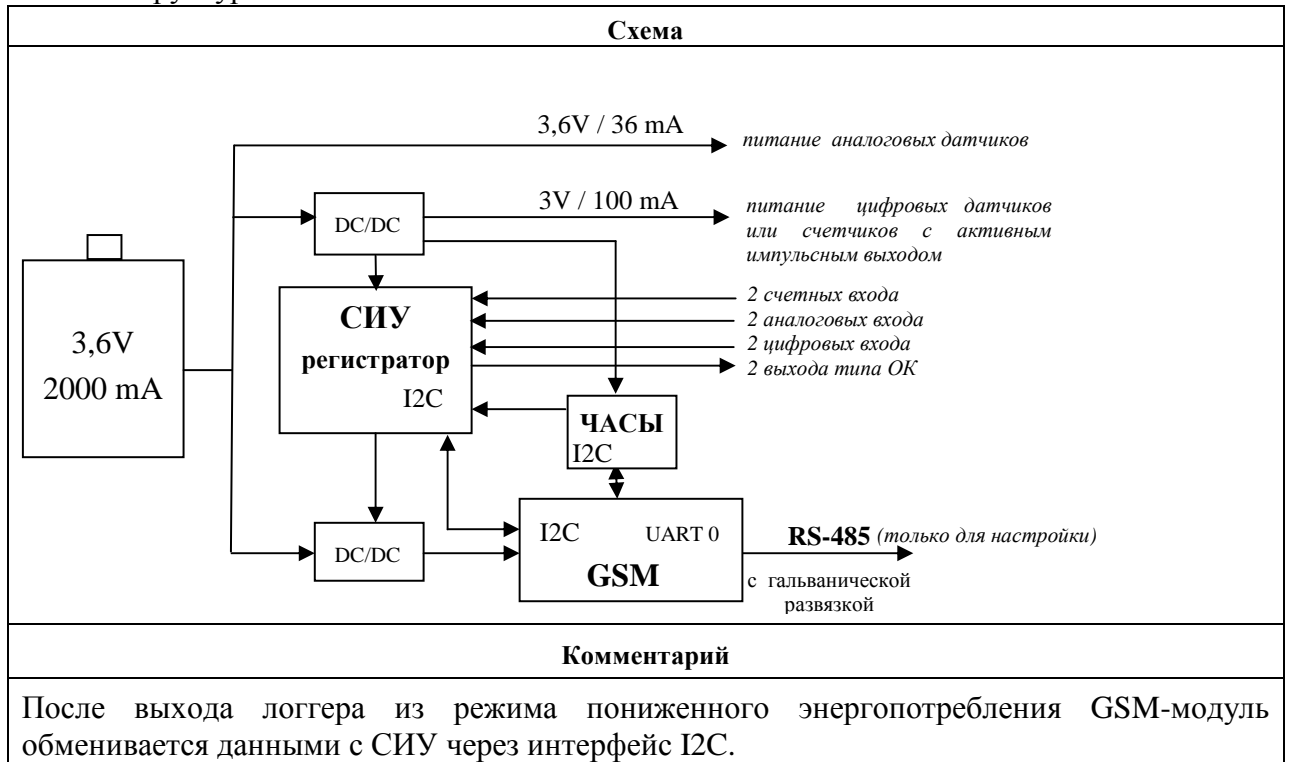 Схема
3,6V / 36 mA
питание аналоговых датчиков
DC/DC
3V / 100 mA
питание цифровых датчиков
или счетчиков с активным
импульсным выходом
3,6V
2000 mA
СИУ
регистратор
I2C
2 счетных входа
2 аналоговых входа
2 цифровых входа
2 выхода типа ОК
ЧАСЫ
I2C
DC/DC
I2C UART 0
GSM
RS-485 (только для настройки)
с гальванической
развязкой
Комментарий
После выхода логгера из режима пониженного энергопотребления GSM-модуль
обменивается данными с СИУ через интерфейс I2C.